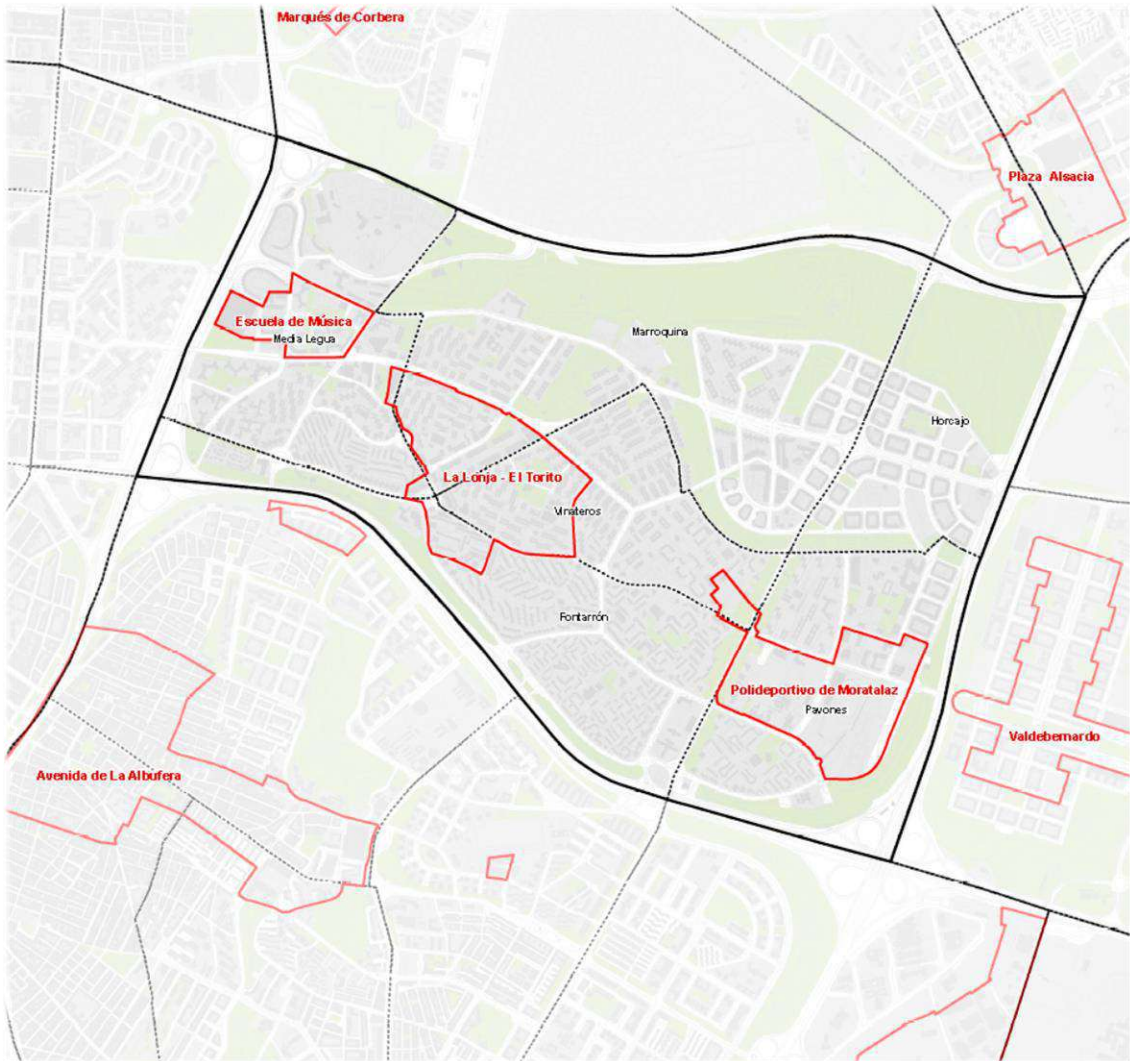 Marqués de Corbera
Plaza Alsacia
Escuela de Música
Media Legua
Marroquina
Horcajo
La Lonja - El Torito
Vinateros
Fontarrón
Polideportivo de Moratalaz
Pavones
Valdebernardo
Avenida de La Albufera